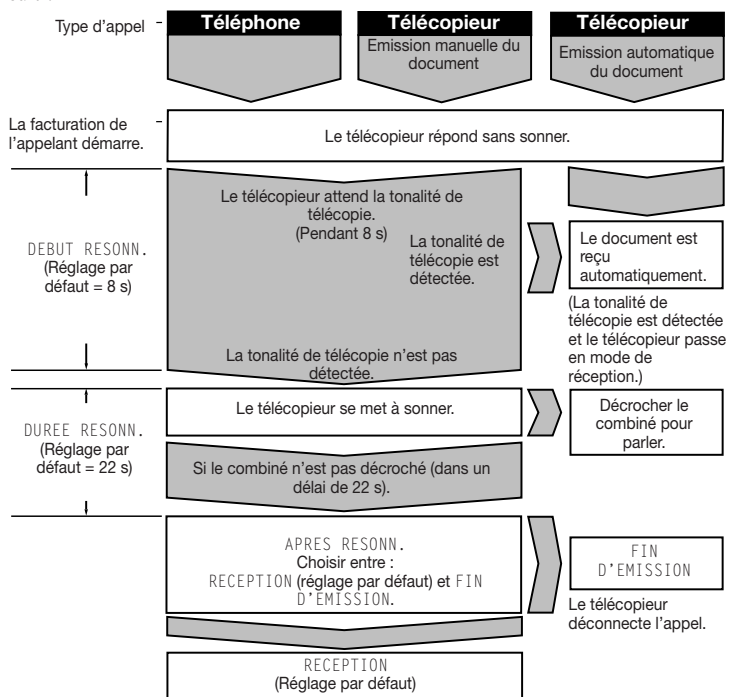 Type d'appel
Téléphone
Télécopieur
Télécopieur
Emission manuelle du
document
Emission automatique
du document
La facturation de
l'appelant démarre.
Le télécopieur répond sans sonner.
DEBUT RESONN.
(Réglage par
défaut = 8 s)
Le télécopieur attend la tonalité de
télécopie.
(Pendant 8 s)
La tonalité de
télécopie est
détectée.
Le document est
reçu
automatiquement.
(La tonalité de
télécopie est détectée
et le télécopieur passe
en mode de
réception.)
La tonalité de télécopie n'est pas
détectée.
DUREE RESONN.
(Réglage par
défaut = 22 s)
Le télécopieur se met à sonner.
Décrocher le
combiné pour
parler.
Si le combiné n'est pas décroché (dans un
délai de 22 s).
APRES RESONN.
Choisir entre :
RECEPTION (réglage par défaut) et FIN
D'EMISSION.
FIN
D'EMISSION
Le télécopieur
déconnecte l'appel.
RECEPTION
(Réglage par défaut)